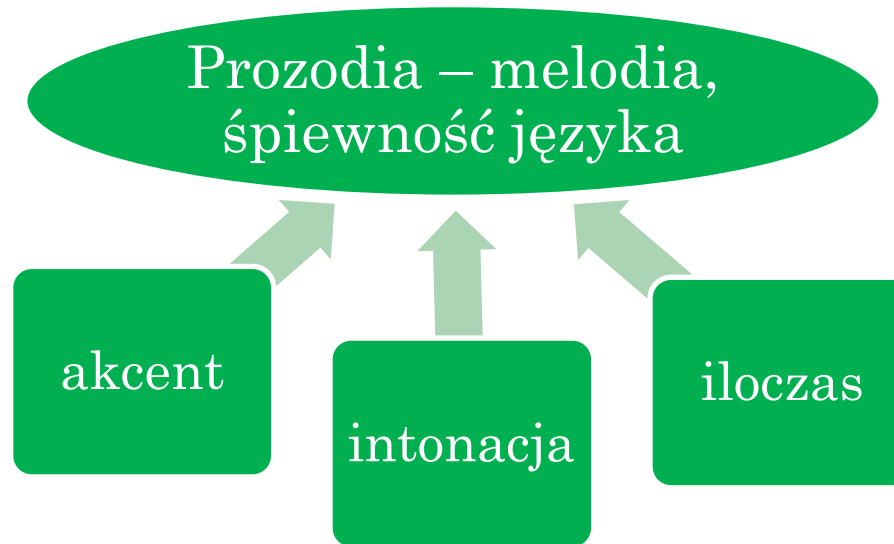 Prozodia – melodia,
śpiewność języka
akcent
intonacja
iloczas